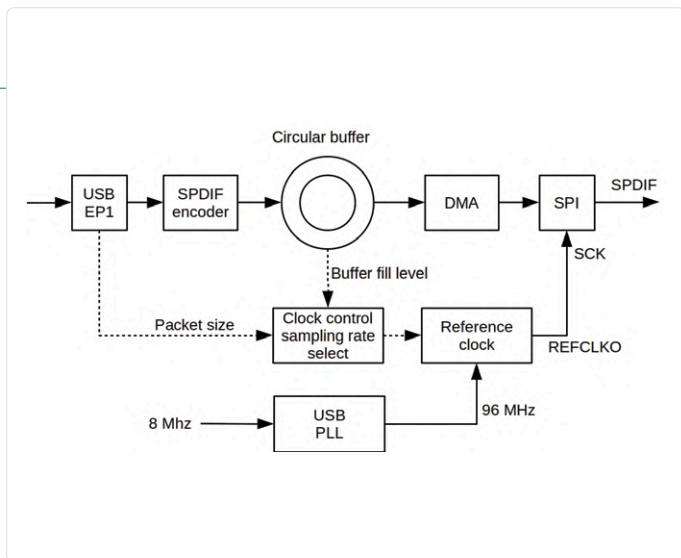 Circular buffer
USB
EP1
SPDIF
encoder
DMA
SPI
SPDIF
SCK
Buffer fill level
Packet size
Clock control
sampling rate
select
Reference
clock
REFCLKO
8 Mhz
USB
PLL
96 MHz